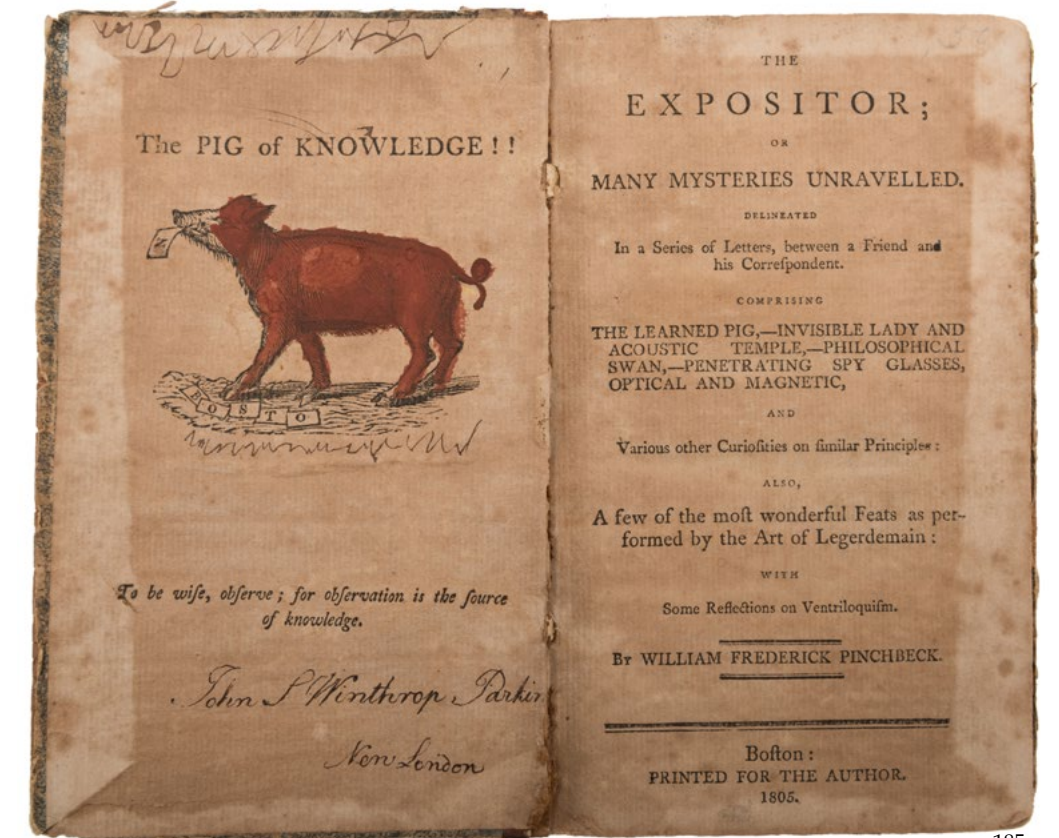 The PIG of KNOWLEDGE!!
N
BOSTO
To be wiſe, obſerve; for obſervation is the ſource
of knowledge.
John S Winthrop Parkin
New London
THE
EXPOSITOR;
OR
MANY MYSTERIES UNRAVELLED.
DELINEATED
In a Series of Letters, between a Friend and
his Correſpondent.
COMPRISING
THE LEARNED PIG,—INVISIBLE LADY AND
ACOUSTIC TEMPLE,—PHILOSOPHICAL
SWAN,—PENETRATING SPY GLASSES,
OPTICAL AND MAGNETIC,
AND
Various other Curioſities on ſimilar Principles:
ALSO,
A few of the moſt wonderful Feats as per-
formed by the Art of Legerdemain:
WITH
Some Reflections on Ventriloquiſm.
BY WILLIAM FREDERICK PINCHBECK.
Boſton:
PRINTED FOR THE AUTHOR.
1805.